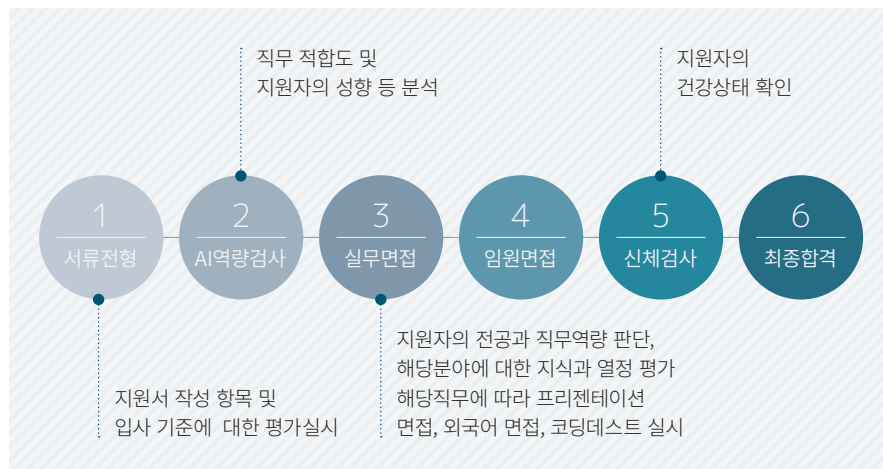 직무 적합도 및
지원자의 성향 등 분석
지원자의
건강상태 확인
1
서류전형
2
AI역량검사
3
실무면접
4
임원면접
5
신체검사
6
최종합격
지원서 작성 항목 및
입사 기준에 대한 평가실시
지원자의 전공과 직무역량 판단,
해당분야에 대한 지식과 열정 평가
해당직무에 따라 프리젠테이션
면접, 외국어 면접, 코딩데스트 실시